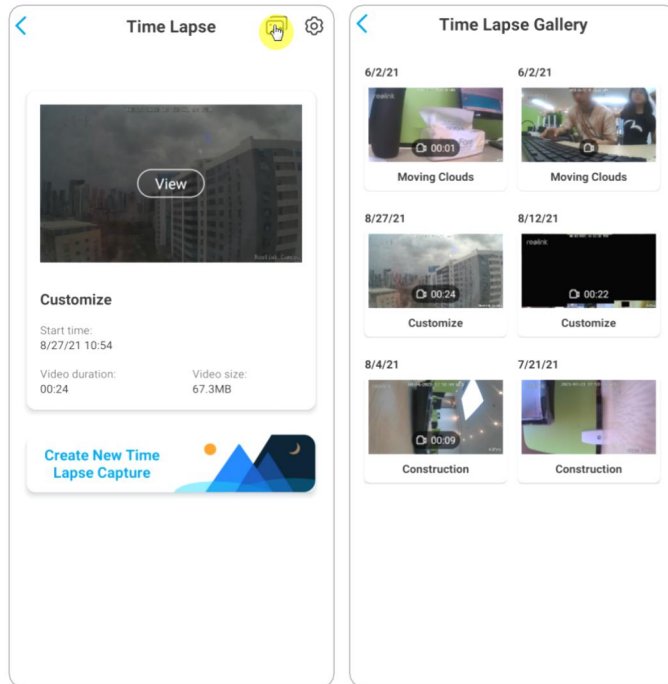 Time Lapse
View
Customize
Start time:
8/27/21 10:54
Video duration:
00:24
Video size:
67.3MB
Create New Time
Lapse Capture
Time Lapse Gallery
6/2/21
6/2/21
reolink
00:01
Moving Clouds
Moving Clouds
8/27/21
8/12/21
00:24
reolink
00:22
Customize
Customize
8/4/21
7/21/21
00:09
Construction
Construction